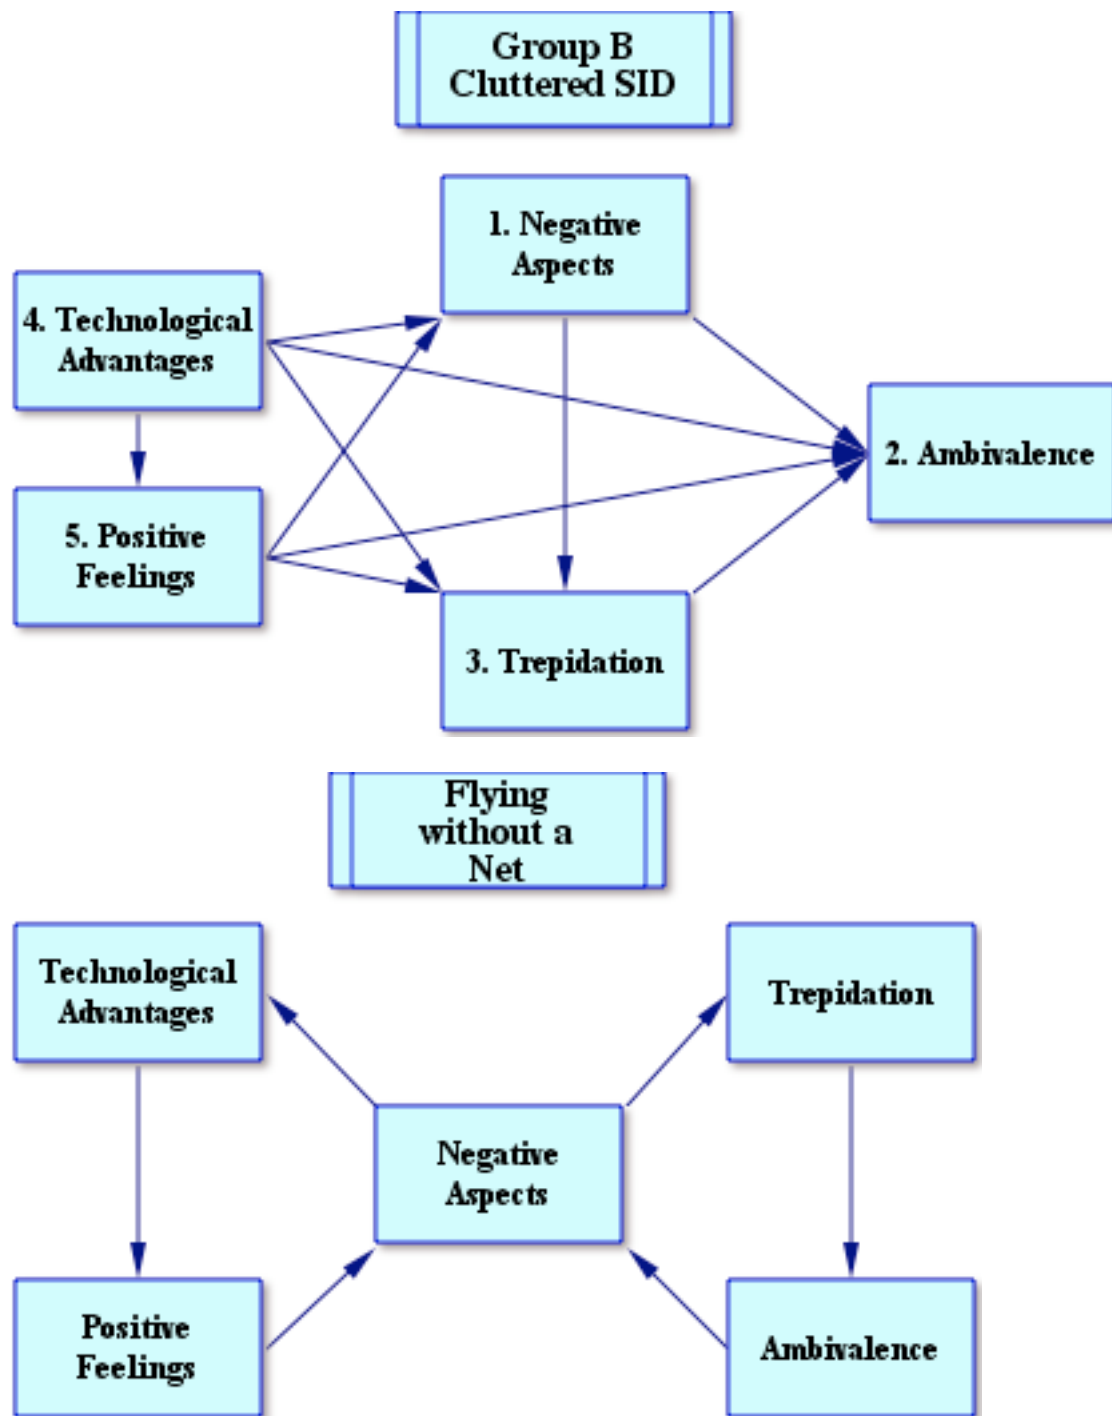 Group B
Cluttered SID
1. Negative
Aspects
4. Technological
Advantages
2. Ambivalence
5. Positive
Feelings
3. Trepidation
Flying
without a
Net
Technological
Advantages
Trepidation
Negative
Aspects
Positive
Feelings
Ambivalence